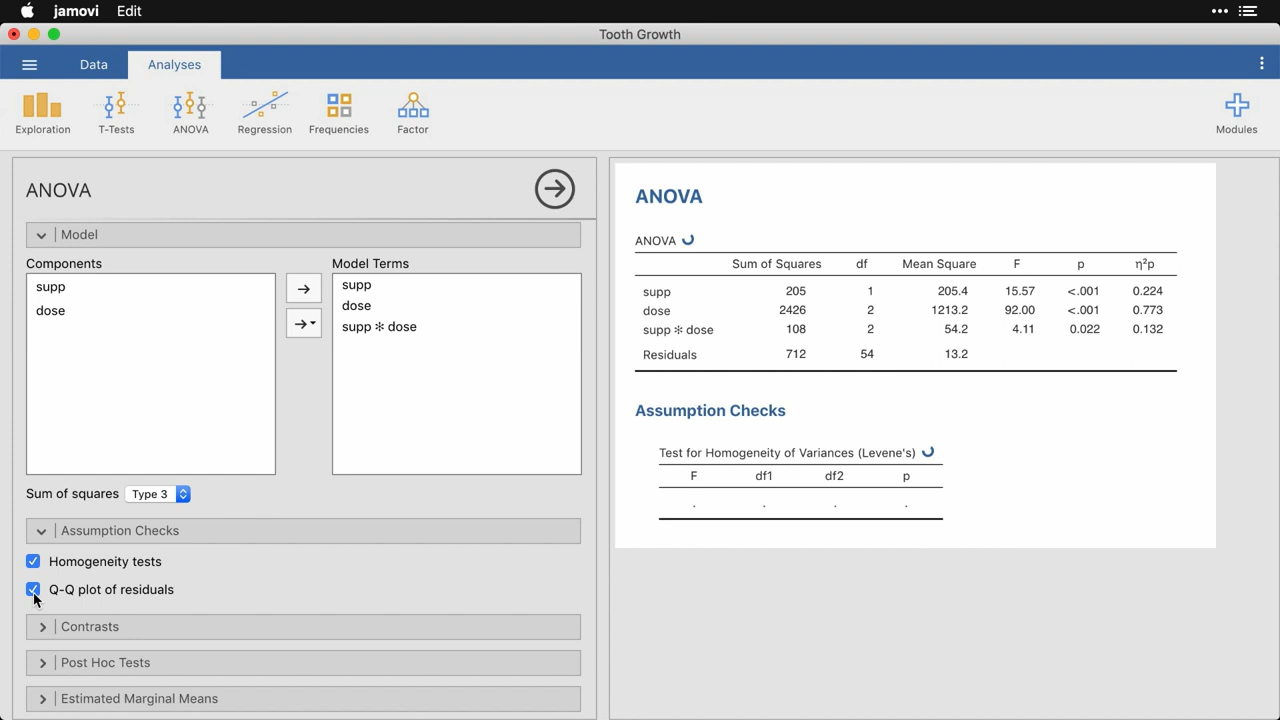 jamovi Edit
Tooth Growth
Data Analyses
Exploration T-Tests ANOVA Regression Frequencies Factor Modules
ANOVA
Model
Components Model Terms
supp supp
dose dose
supp ✻ dose
Sum of squares Type 3
Assumption Checks
Homogeneity tests
Q-Q plot of residuals
Contrasts
Post Hoc Tests
Estimated Marginal Means
ANOVA
ANOVA
Sum of Squares df Mean Square F p η²p
supp 205 1 205.4 15.57 <.001 0.224
dose 2426 2 1213.2 92.00 <.001 0.773
supp ✻ dose 108 2 54.2 4.11 0.022 0.132
Residuals 712 54 13.2
Assumption Checks
Test for Homogeneity of Variances (Levene's)
F df1 df2 p
. . . .